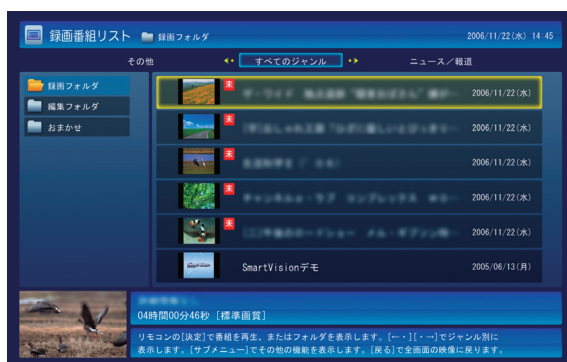 録画番組リスト 録画フォルダ 2006/11/22(水) 14:45
その他 すべてのジャンル ニュース／報道
録画フォルダ
編集フォルダ
おまかせ
未 2006/11/22(水)
未 2006/11/22(水)
未 2006/11/22(水)
未 2006/11/22(水)
未 2006/11/22(水)
SmartVisionデモ 2005/06/13(月)
04時間00分46秒 [標準画質]
リモコンの[決定]で番組を再生、またはフォルダを表示します。[←・][・→]でジャンル別に
表示します。[サブメニュー]でその他の機能を表示します。[戻る]で全画面の映像に戻ります。